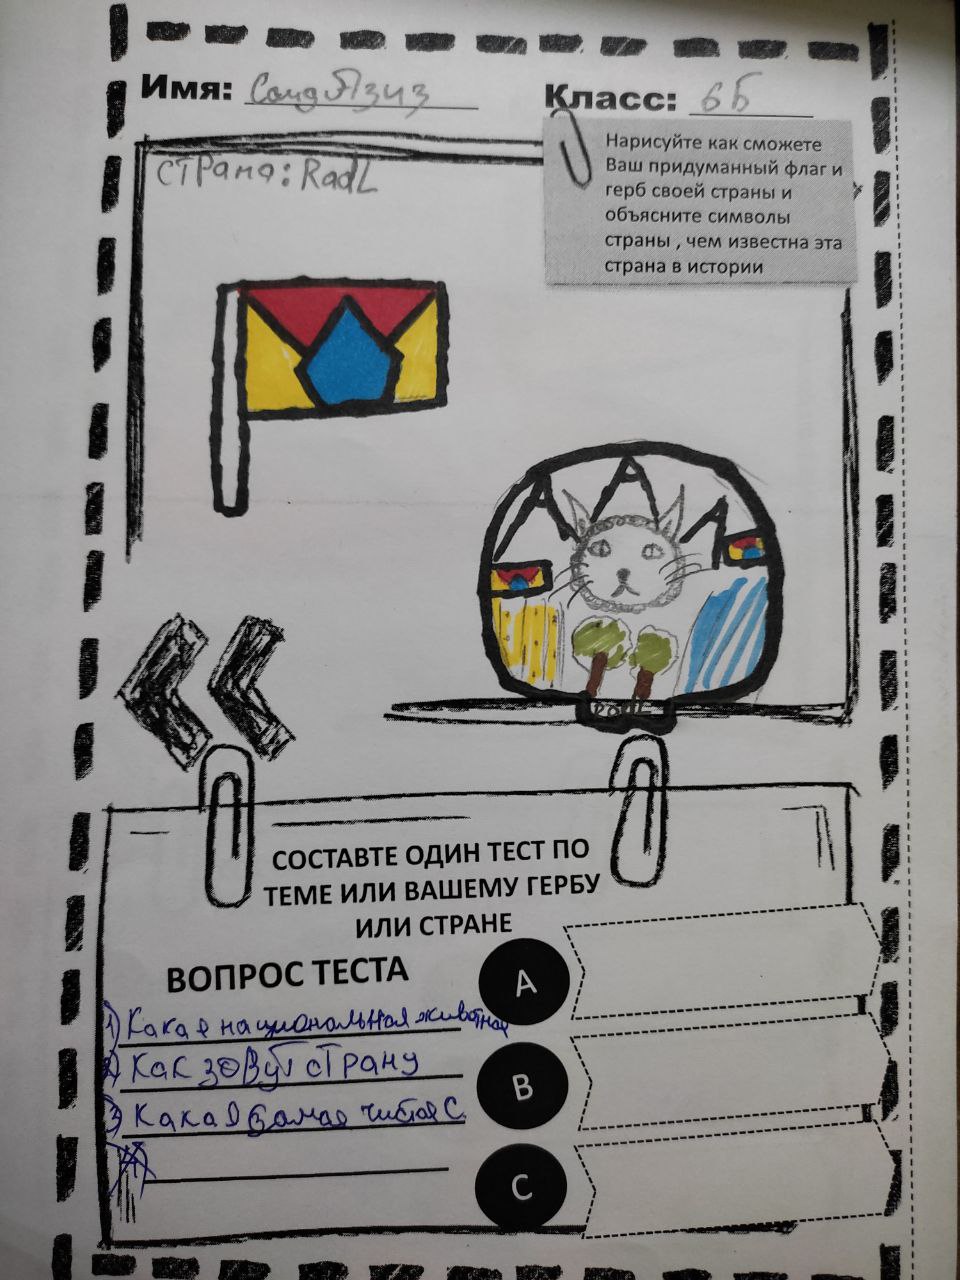 Имя: Саид Азиз
Класс: 6Б
Нарисуйте как сможете
Ваш придуманный флаг и
герб своей страны и
объясните символы
страны , чем известна эта
страна в истории
Страна: Radl
Radl
СОСТАВТЕ ОДИН ТЕСТ ПО
ТЕМЕ ИЛИ ВАШЕМУ ГЕРБУ
ИЛИ СТРАНЕ
ВОПРОС ТЕСТА
1) Какая национальная животная
2) Как зовут страну
3) Какая самая чистая с.
A
B
C